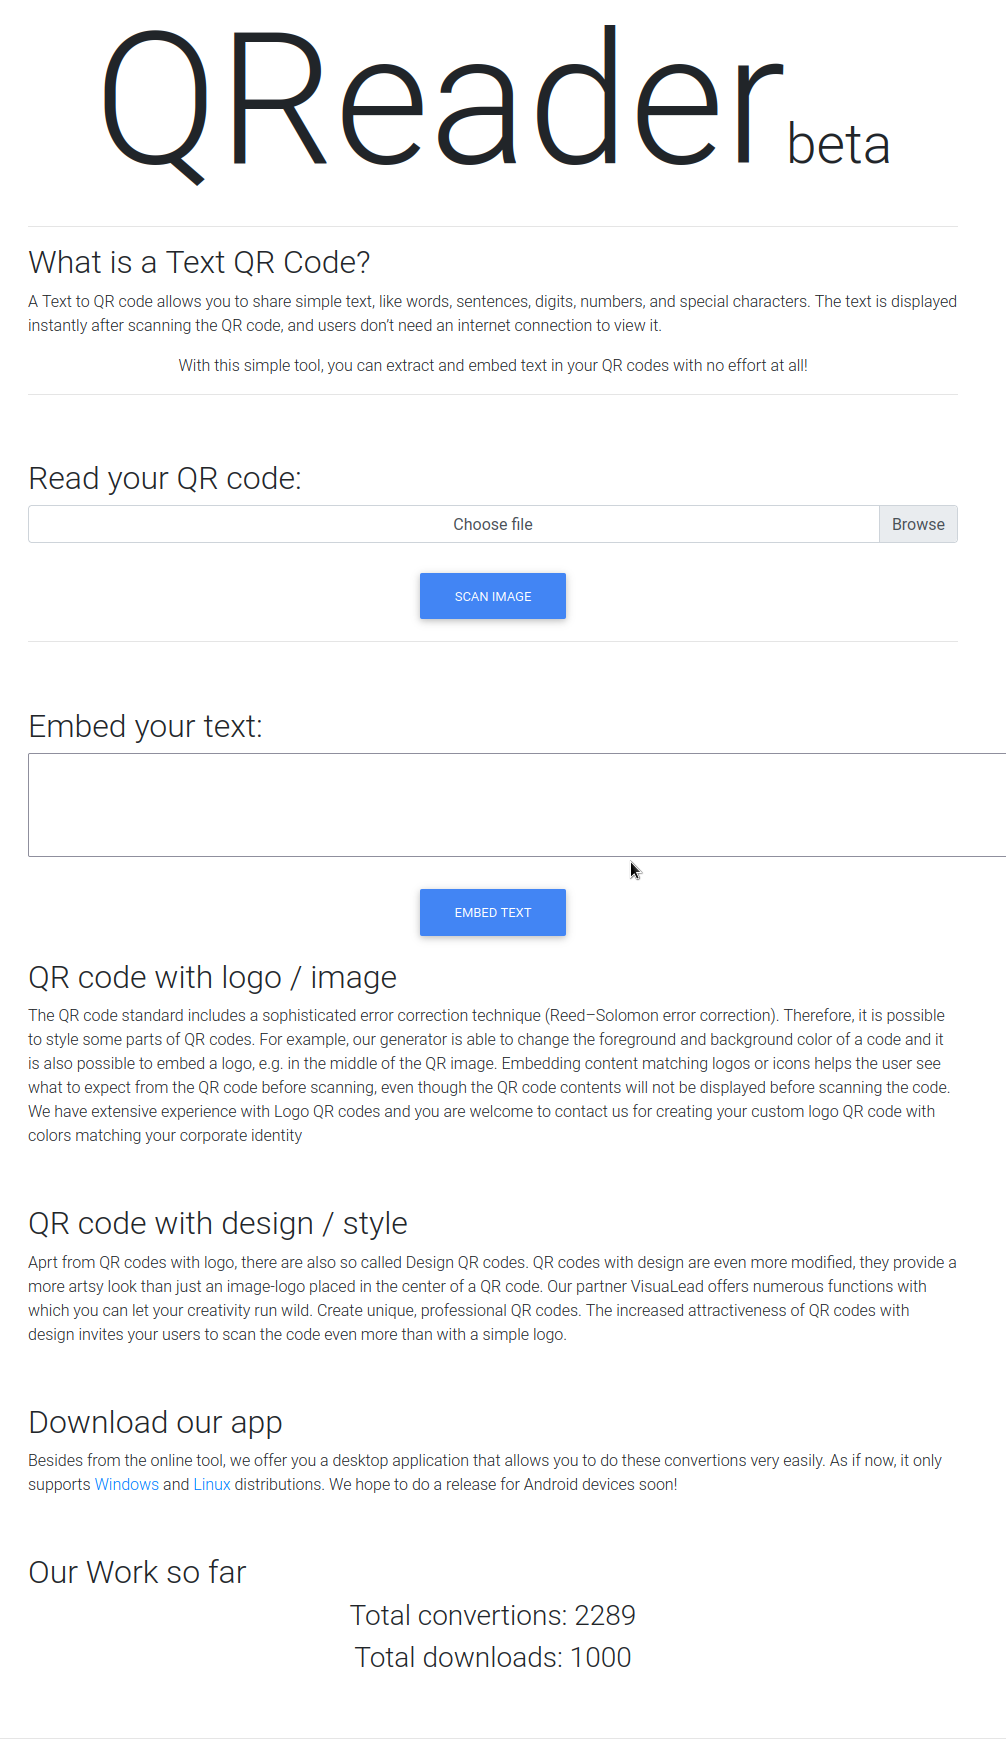 QReader beta
What is a Text QR Code?
A Text to QR code allows you to share simple text, like words, sentences, digits, numbers, and special characters. The text is displayed
instantly after scanning the QR code, and users don’t need an internet connection to view it.
With this simple tool, you can extract and embed text in your QR codes with no effort at all!
Read your QR code:
Choose file
Browse
SCAN IMAGE
Embed your text:
EMBED TEXT
QR code with logo / image
The QR code standard includes a sophisticated error correction technique (Reed–Solomon error correction). Therefore, it is possible
to style some parts of QR codes. For example, our generator is able to change the foreground and background color of a code and it
is also possible to embed a logo, e.g. in the middle of the QR image. Embedding content matching logos or icons helps the user see
what to expect from the QR code before scanning, even though the QR code contents will not be displayed before scanning the code.
We have extensive experience with Logo QR codes and you are welcome to contact us for creating your custom logo QR code with
colors matching your corporate identity
QR code with design / style
Aprt from QR codes with logo, there are also so called Design QR codes. QR codes with design are even more modified, they provide a
more artsy look than just an image-logo placed in the center of a QR code. Our partner VisuaLead offers numerous functions with
which you can let your creativity run wild. Create unique, professional QR codes. The increased attractiveness of QR codes with
design invites your users to scan the code even more than with a simple logo.
Download our app
Besides from the online tool, we offer you a desktop application that allows you to do these convertions very easily. As if now, it only
supports Windows and Linux distributions. We hope to do a release for Android devices soon!
Our Work so far
Total convertions: 2289
Total downloads: 1000